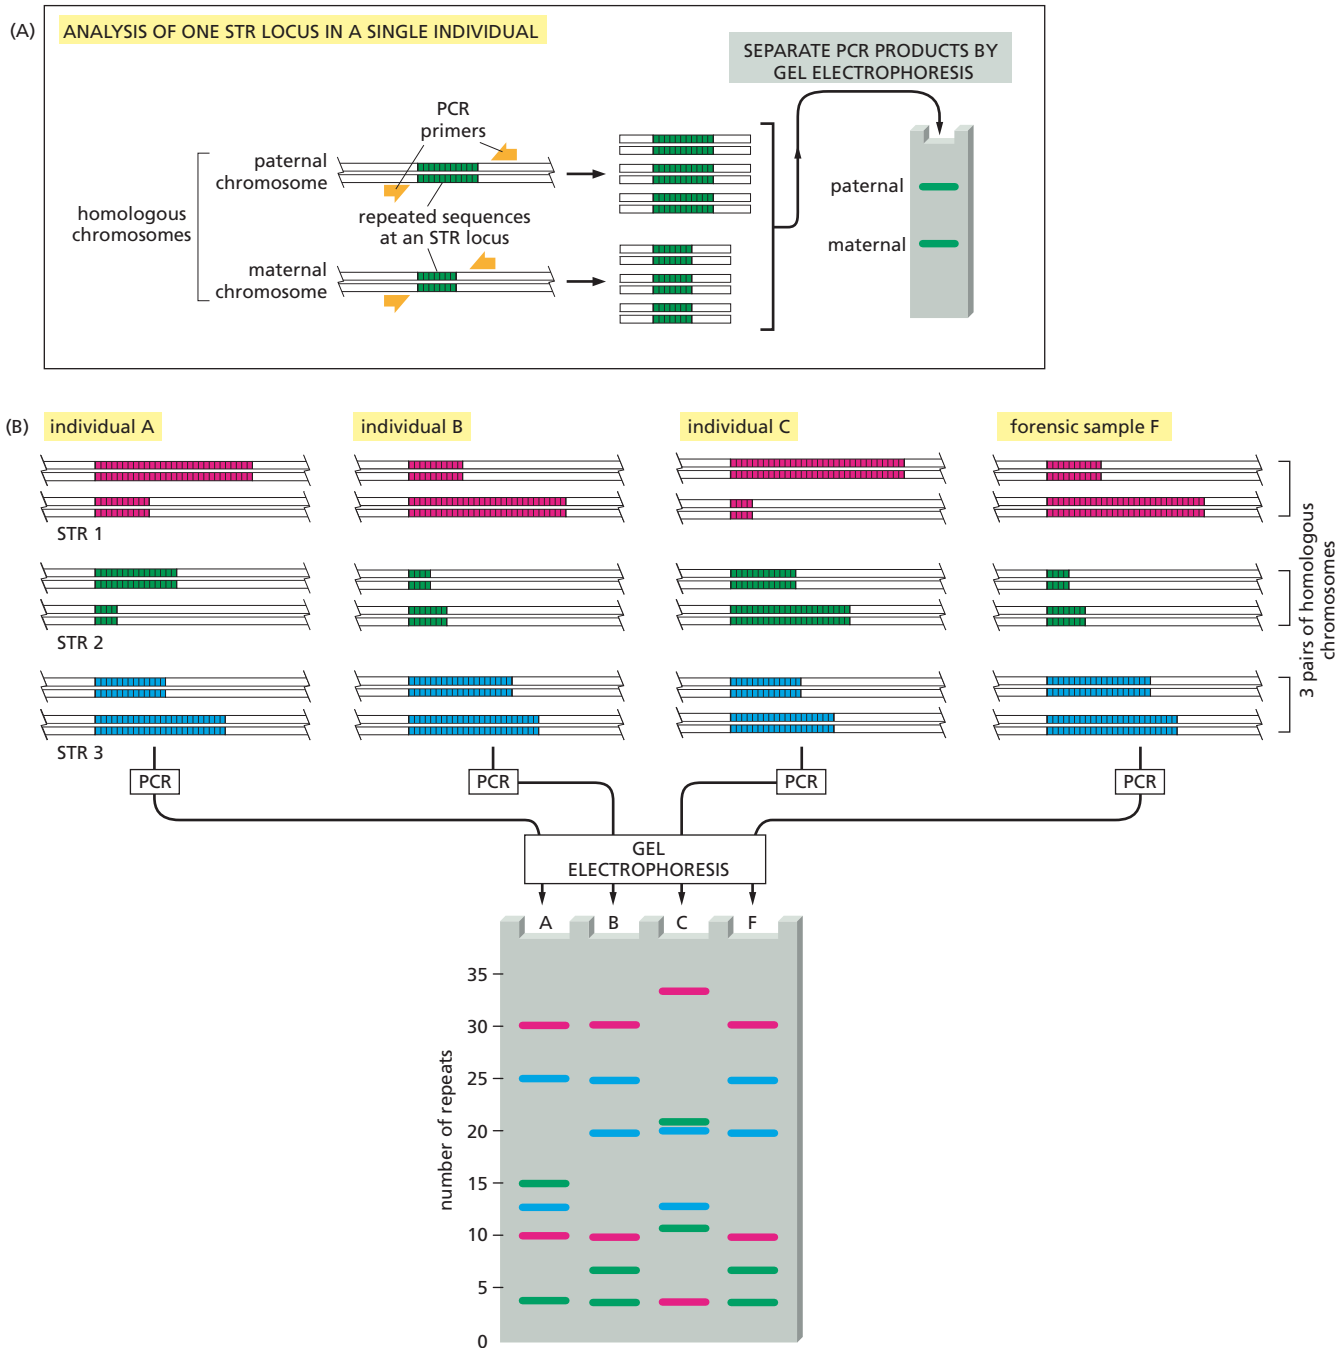 (A)
ANALYSIS OF ONE STR LOCUS IN A SINGLE INDIVIDUAL
SEPARATE PCR PRODUCTS BY
GEL ELECTROPHORESIS
PCR
primers
paternal
chromosome
homologous
chromosomes
repeated sequences
at an STR locus
maternal
chromosome
paternal
maternal
(B)
individual A
individual B
individual C
forensic sample F
STR 1
STR 2
STR 3
3 pairs of homologous
chromosomes
PCR
PCR
PCR
PCR
GEL
ELECTROPHORESIS
A
B
C
F
number of repeats
35
30
25
20
15
10
5
0